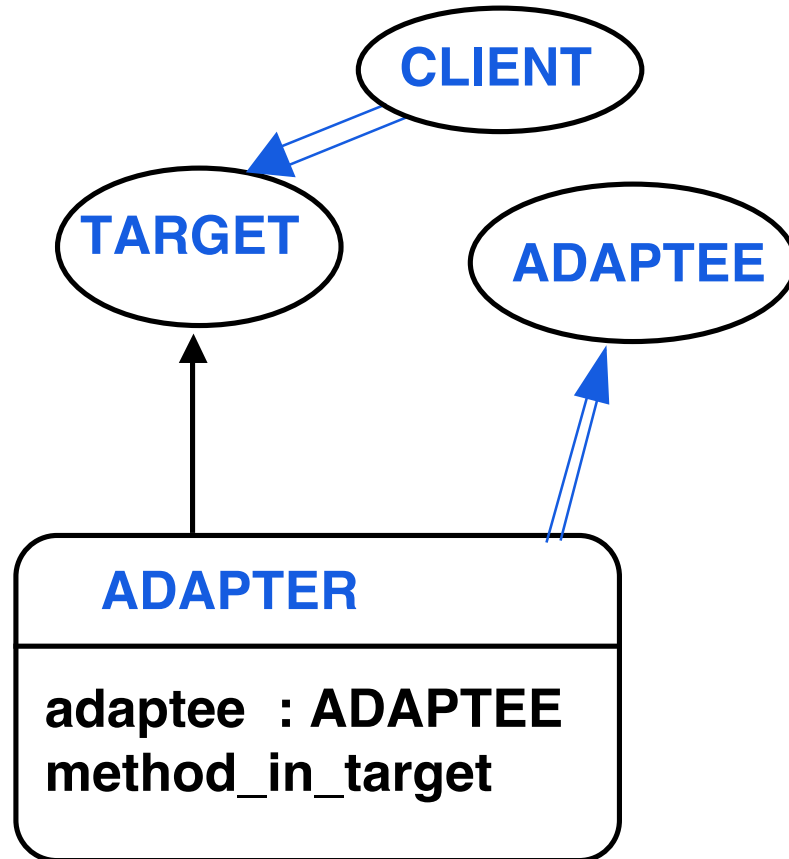 CLIENT
TARGET
ADAPTEE
ADAPTER
adaptee : ADAPTEE
method_in_target